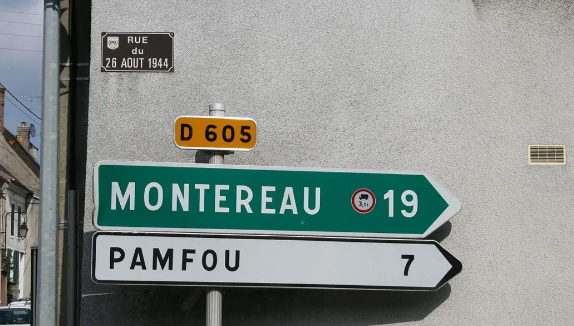 RUE
du
26 AOUT 1944
D 605
MONTEREAU 19
PAMFOU 7